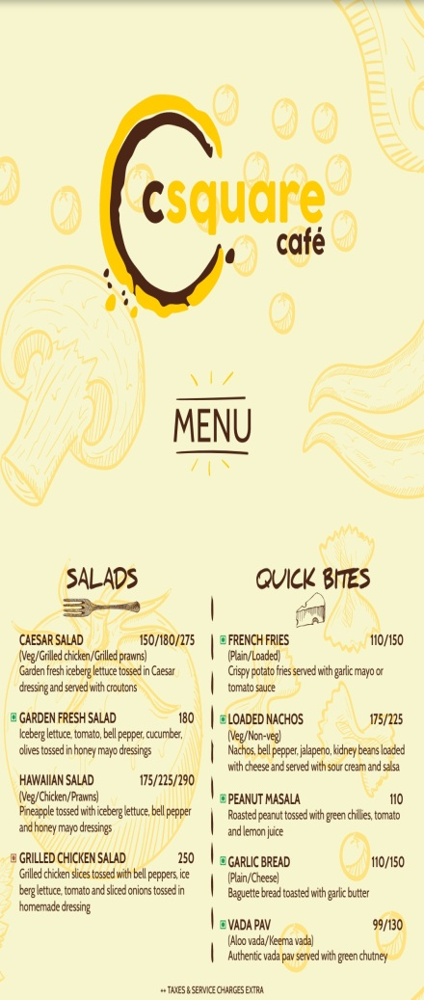 csquare
café
MENU
SALADS
CAESAR SALAD 150/180/275
(Veg/Grilled chicken/Grilled prawns)
Garden fresh iceberg lettuce tossed in Caesar
dressing and served with croutons
GARDEN FRESH SALAD 180
Iceberg lettuce, tomato, bell pepper, cucumber,
olives tossed in honey mayo dressings
HAWAIIAN SALAD 175/225/290
(Veg/Chicken/Prawns)
Pineapple tossed with iceberg lettuce, bell pepper
and honey mayo dressings
GRILLED CHICKEN SALAD 250
Grilled chicken slices tossed with bell peppers, ice
berg lettuce, tomato and sliced onions tossed in
homemade dressing
QUICK BITES
FRENCH FRIES 110/150
(Plain/Loaded)
Crispy potato fries served with garlic mayo or
tomato sauce
LOADED NACHOS 175/225
(Veg/Non-veg)
Nachos, bell pepper, jalapeno, kidney beans loaded
with cheese and served with sour cream and salsa
PEANUT MASALA 110
Roasted peanut tossed with green chillies, tomato
and lemon juice
GARLIC BREAD 110/150
(Plain/Cheese)
Baguette bread toasted with garlic butter
VADA PAV 99/130
(Aloo vada/Keema vada)
Authentic vada pav served with green chutney
** TAXES & SERVICE CHARGES EXTRA